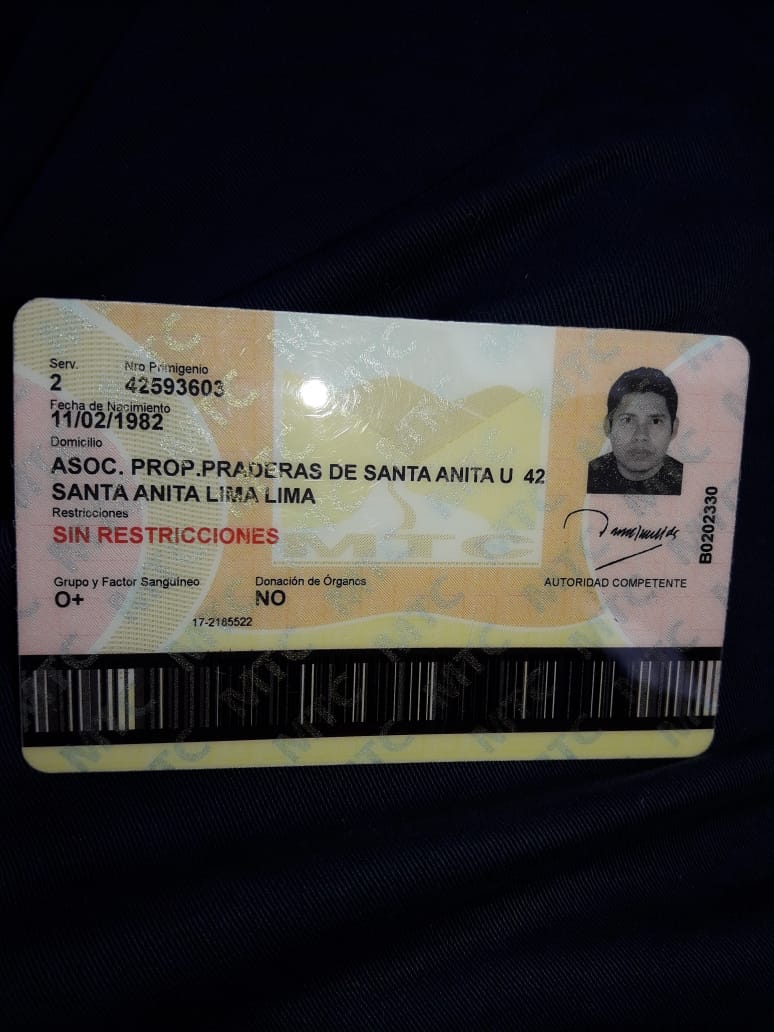 Serv. Nro Primigenio
2 42593603
Fecha de Nacimiento
11/02/1982
Domicilio
ASOC. PROP.PRADERAS DE SANTA ANITA U 42
SANTA ANITA LIMA LIMA
Restricciones
SIN RESTRICCIONES
Grupo y Factor Sanguíneo Donación de Órganos
O+ NO
17-2185522
MTC
AUTORIDAD COMPETENTE
B0202330